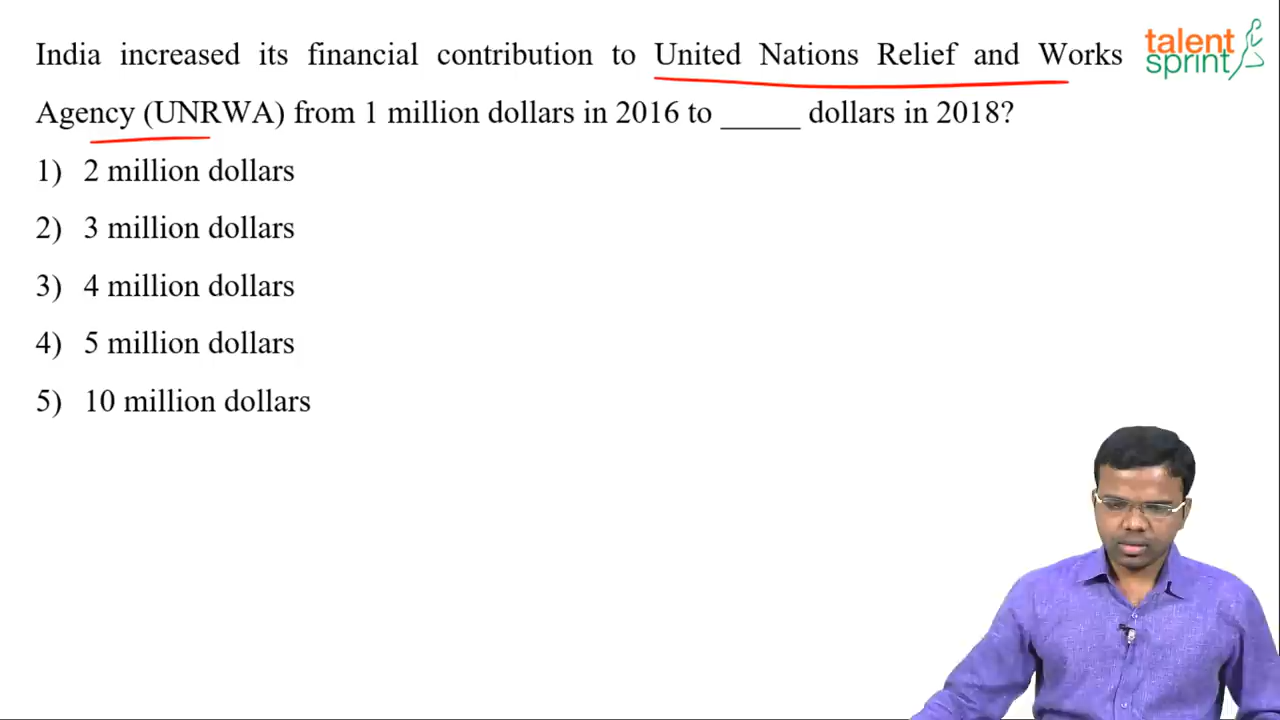 India increased its financial contribution to United Nations Relief and Works
Agency (UNRWA) from 1 million dollars in 2016 to _____ dollars in 2018?
1) 2 million dollars
2) 3 million dollars
3) 4 million dollars
4) 5 million dollars
5) 10 million dollars
talent
sprint